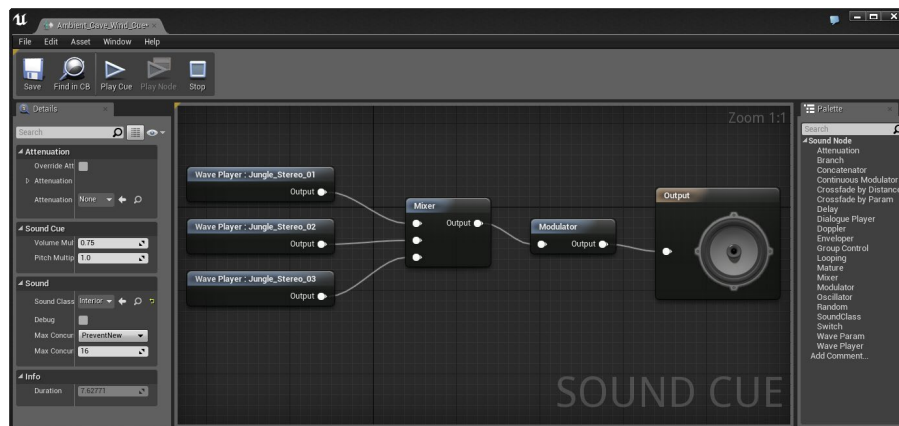 Ambient_Cave_Wind_Cue*
File Edit Asset Window Help
Save Find in CB Play Cue Play Node Stop
Details
Search
Attenuation
Override Att
Attenuation
Attenuation None
Sound Cue
Volume Mul 0.75
Pitch Multip 1.0
Sound
Sound Class Interior
Debug
Max Concur PreventNew
Max Concur 16
Info
Duration 7.62771
Zoom 1:1
Wave Player : Jungle_Stereo_01
Output
Wave Player : Jungle_Stereo_02
Output
Wave Player : Jungle_Stereo_03
Output
Mixer
Output
Modulator
Output
Output
SOUND CUE
Palette
Search
Sound Node
Attenuation
Branch
Concatenator
Continuous Modulator
Crossfade by Distance
Crossfade by Param
Delay
Dialogue Player
Doppler
Enveloper
Group Control
Looping
Mature
Mixer
Modulator
Oscillator
Random
SoundClass
Switch
Wave Param
Wave Player
Add Comment...